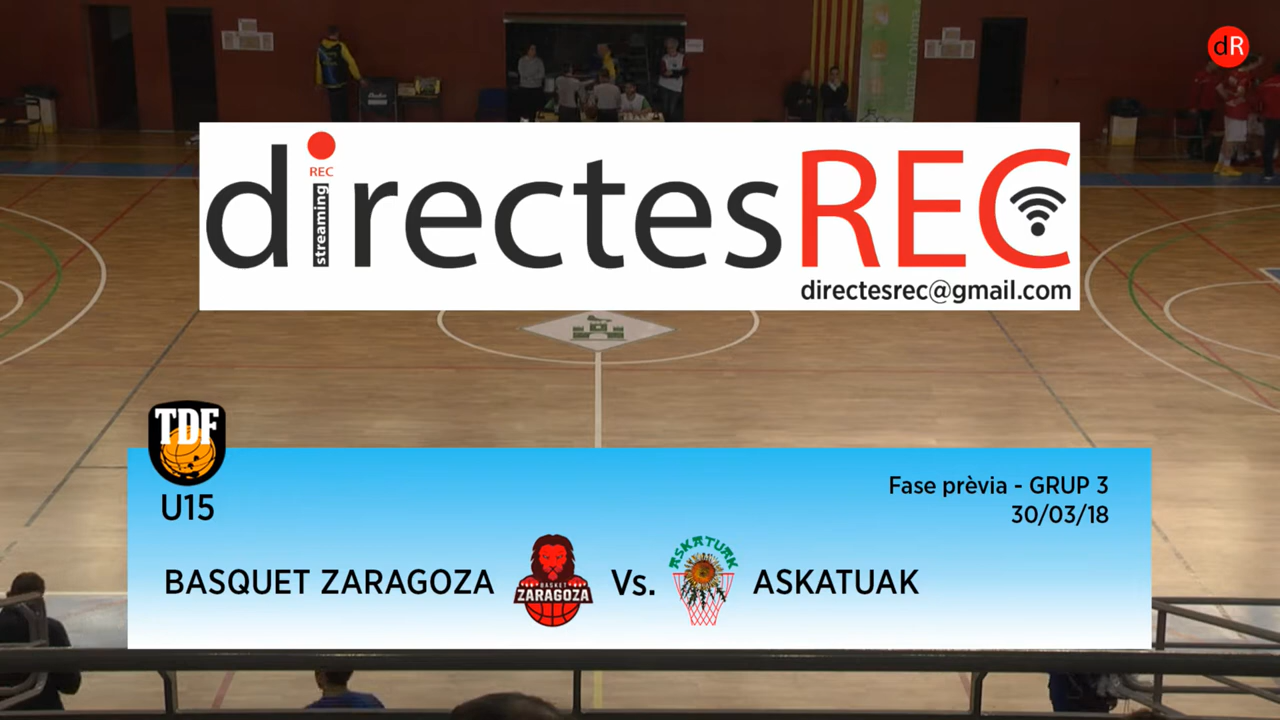 dR
directesREC
REC
streaming
directesrec@gmail.com
TDF
U15
Fase prèvia - GRUP 3
30/03/18
BASQUET ZARAGOZA
BASKET
ZARAGOZA
Vs.
ASKATUAK
ASKATUAK